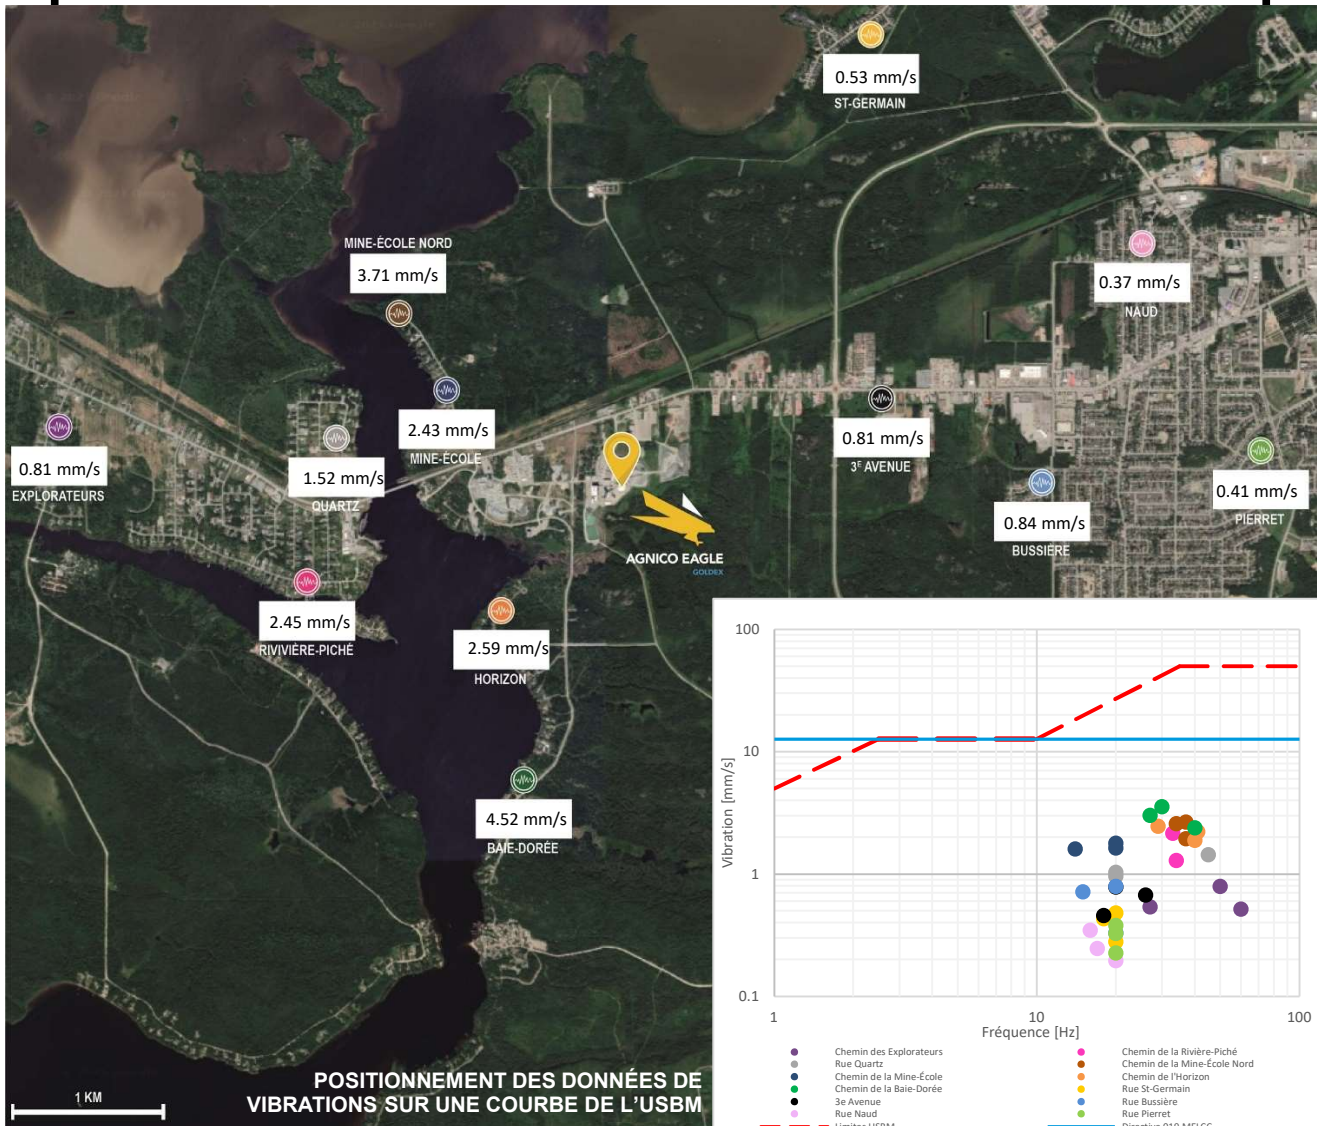 0.53 mm/s
ST-GERMAIN
MINE-ÉCOLE NORD
3.71 mm/s
0.37 mm/s
NAUD
2.43 mm/s
MINE-ÉCOLE
0.81 mm/s
3E AVENUE
0.81 mm/s
EXPLORATEURS
1.52 mm/s
QUARTZ
0.41 mm/s
PIERRET
0.84 mm/s
BUSSIÈRE
AGNICO EAGLE
GOLDEX
2.45 mm/s
RIVIVIÈRE-PICHÉ
2.59 mm/s
HORIZON
4.52 mm/s
BAIE-DORÉE
100
10
1
0.1
Vibration [mm/s]
1
10
100
Fréquence [Hz]
Chemin des Explorateurs
Chemin de la Rivière-Piché
Rue Quartz
Chemin de la Mine-École Nord
Chemin de la Mine-École
Chemin de l'Horizon
Chemin de la Baie-Dorée
Rue St-Germain
3e Avenue
Rue Bussière
Rue Naud
Rue Pierret
Limites USBM
Directive 019 MELCC
POSITIONNEMENT DES DONNÉES DE
VIBRATIONS SUR UNE COURBE DE L'USBM
1 KM